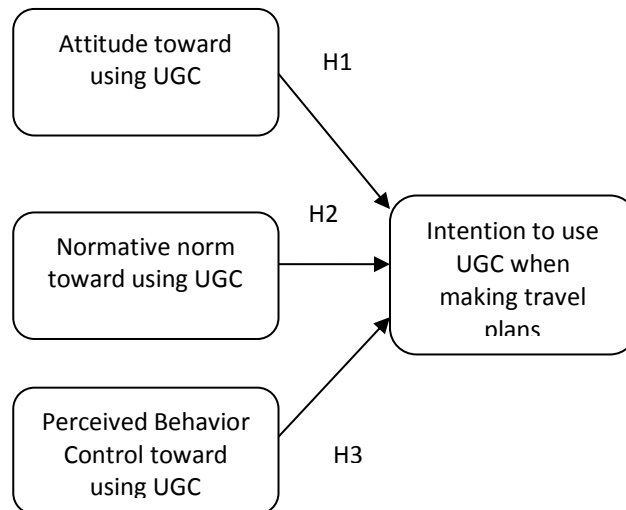 Attitude toward
using UGC
H1
H2
Normative norm
toward using UGC
Intention to use
UGC when
making travel
plans
Perceived Behavior
Control toward
using UGC
H3